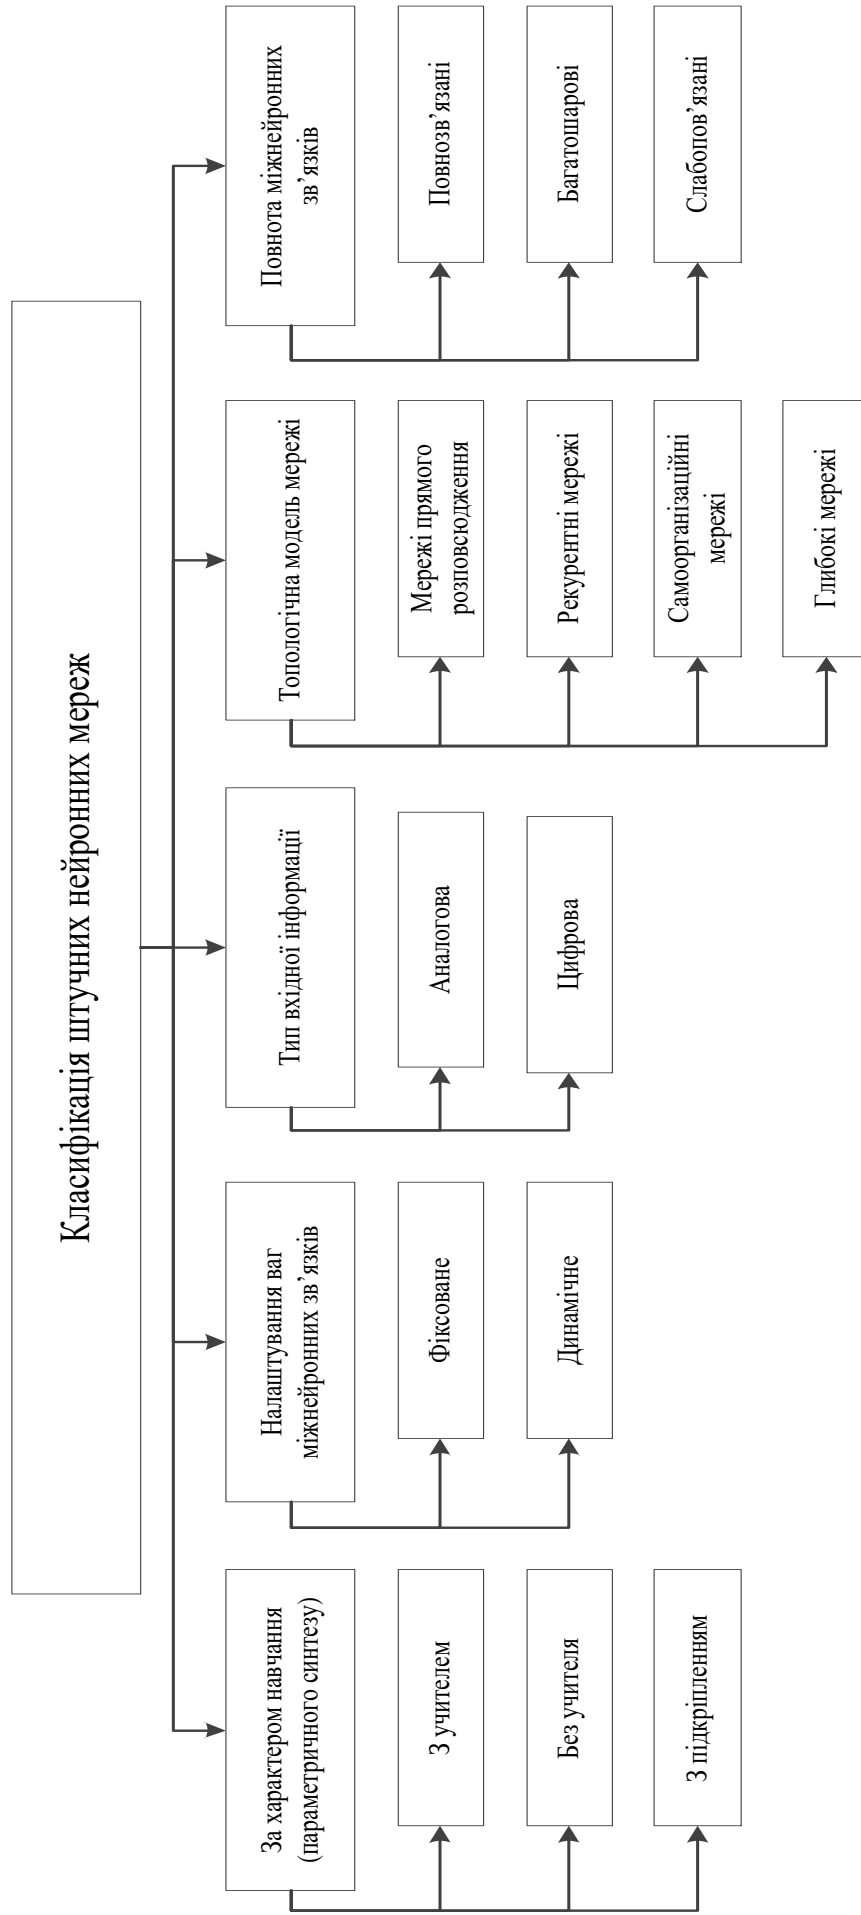 Класифікація штучних нейронних мереж
За характером навчання
(параметричного синтезу)
З учителем
Без учителя
З підкріпленням
Налаштування ваг
міжнейронних зв’язків
Фіксоване
Динамічне
Тип вхідної інформації
Аналогова
Цифрова
Топологічна модель мережі
Мережі прямого
розповсюдження
Рекурентні мережі
Самоорганізаційні
мережі
Глибокі мережі
Повнота міжнейронних
зв’язків
Повнозв’язані
Багатошарові
Слабопов’язані